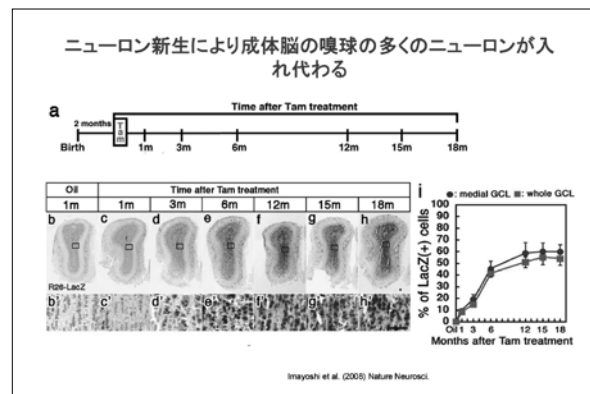 ニューロン新生により成体脳の嗅球の多くのニューロンが入
れ代わる
a
Time after Tam treatment
2 months
Tam
Birth 1m 3m 6m 12m 15m 18m
Oil Time after Tam treatment
1m 1m 3m 6m 12m 15m 18m
b c d e f g h
R26-LacZ
b' c' d' e' f' g' h'
i
●: medial GCL ■: whole GCL
% of LacZ(+) cells
100
90
80
70
60
50
40
30
20
10
0
Oil 1 3 6 12 15 18
Months after Tam treatment
Imayoshi et al. (2008) Nature Neurosci.